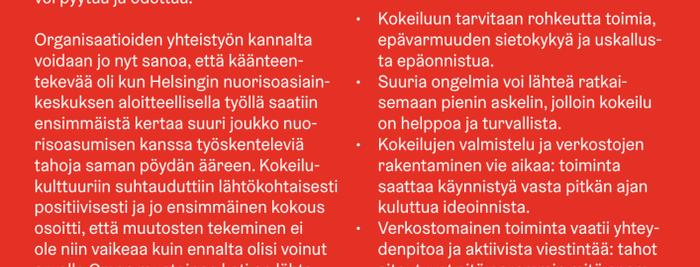 voi pyytää ja odottaa.
Organisaatioiden yhteistyön kannalta
voidaan jo nyt sanoa, että käänteen-
tekevää oli kun Helsingin nuorisoasiain-
keskuksen aloitteellisella työllä saatiin
ensimmäistä kertaa suuri joukko nuo-
risoasumisen kanssa työskenteleviä
tahoja saman pöydän ääreen. Kokeilu-
kulttuuriin suhtauduttiin lähtökohtaisesti
positiivisesti ja jo ensimmäinen kokous
osoitti, että muutosten tekeminen ei
ole niin vaikeaa kuin ennalta olisi voinut
• Kokeiluun tarvitaan rohkeutta toimia,
epävarmuuden sietokykyä ja uskallus-
ta epäonnistua.
• Suuria ongelmia voi lähteä ratkai-
semaan pienin askelin, jolloin kokeilu
on helppoa ja turvallista.
• Kokeilujen valmistelu ja verkostojen
rakentaminen vie aikaa: toiminta
saattaa käynnistyä vasta pitkän ajan
kuluttua ideoinnista.
• Verkostomainen toiminta vaatii yhtey-
denpitoa ja aktiivista viestintää: tahot